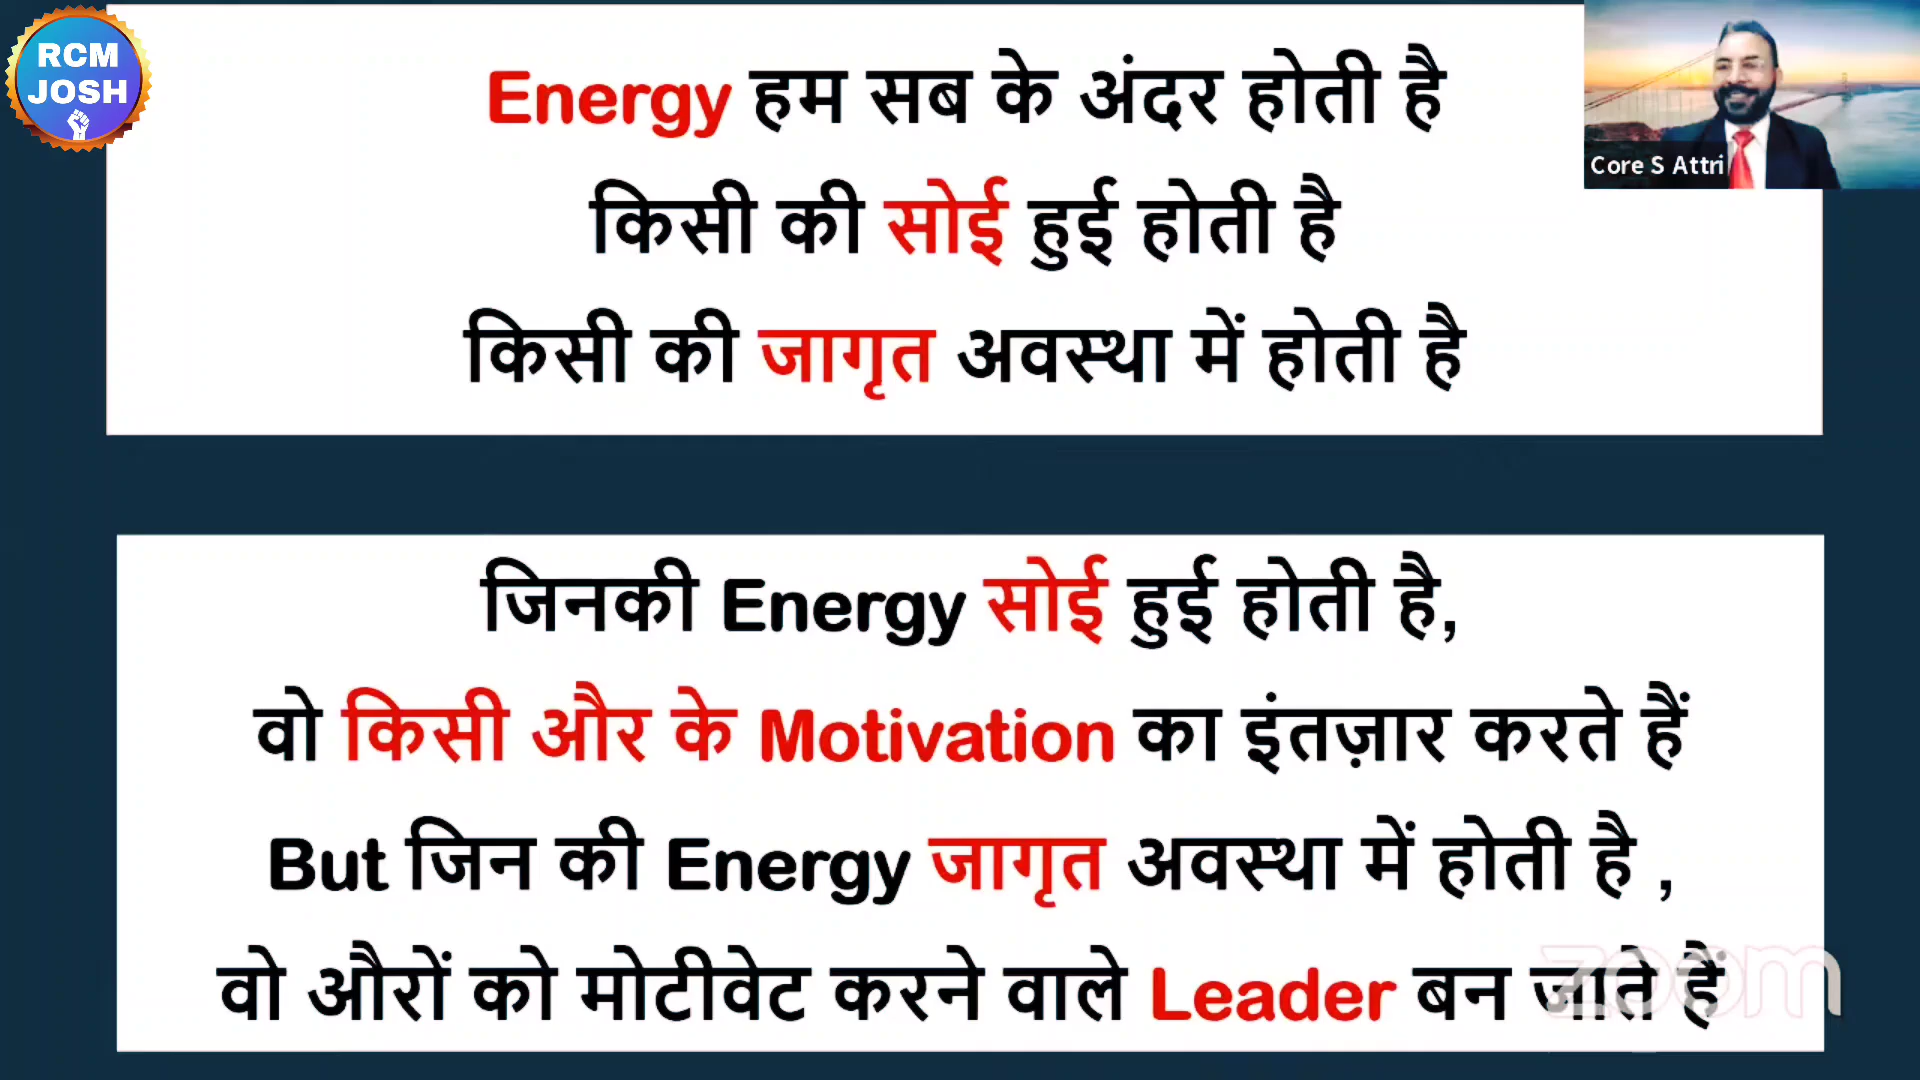 RCM
JOSH
Energy हम सब के अंदर होती है
किसी की सोई हुई होती है
किसी की जागृत अवस्था में होती है
Core S Attri
जिनकी Energy सोई हुई होती है,
वो किसी और के Motivation का इंतज़ार करते हैं
But जिन की Energy जागृत अवस्था में होती है ,
वो औरों को मोटीवेट करने वाले Leader बन जाते हैं
zoom